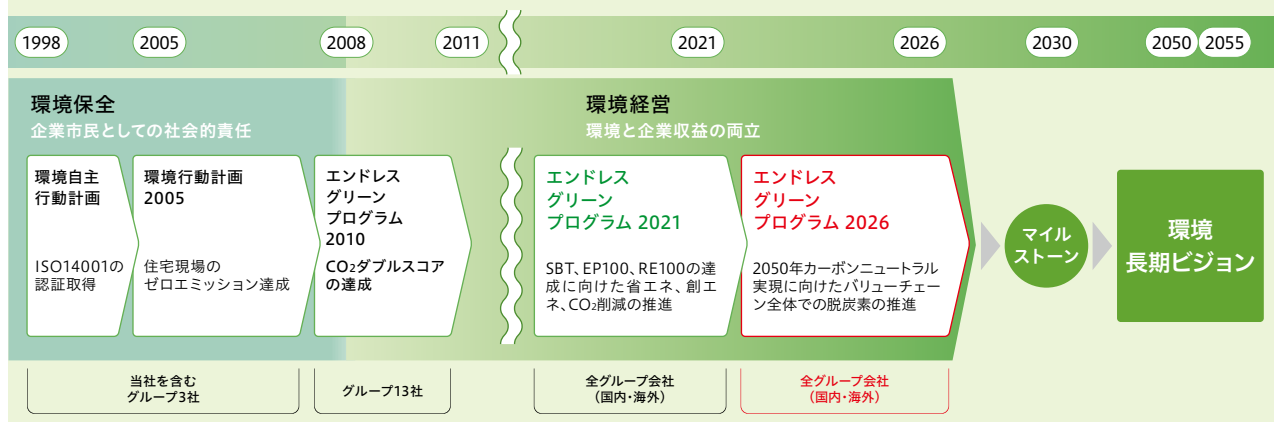 1998
2005
2008
2011
2021
2026
2030
2050
2055
環境保全
企業市民としての社会的責任
環境経営
環境と企業収益の両立
環境自主
行動計画
ISO14001の
認証取得
環境行動計画
2005
住宅現場の
ゼロエミッション達成
エンドレス
グリーン
プログラム
2010
CO₂ダブルスコア
の達成
エンドレス
グリーン
プログラム 2021
SBT、EP100、RE100の達
成に向けた省エネ、創エ
ネ、CO₂削減の推進
エンドレス
グリーン
プログラム 2026
2050年カーボンニュートラル
実現に向けたバリューチェー
ン全体での脱炭素の推進
マイル
ストーン
環境
長期ビジョン
当社を含む
グループ3社
グループ13社
全グループ会社
（国内・海外）
全グループ会社
（国内・海外）